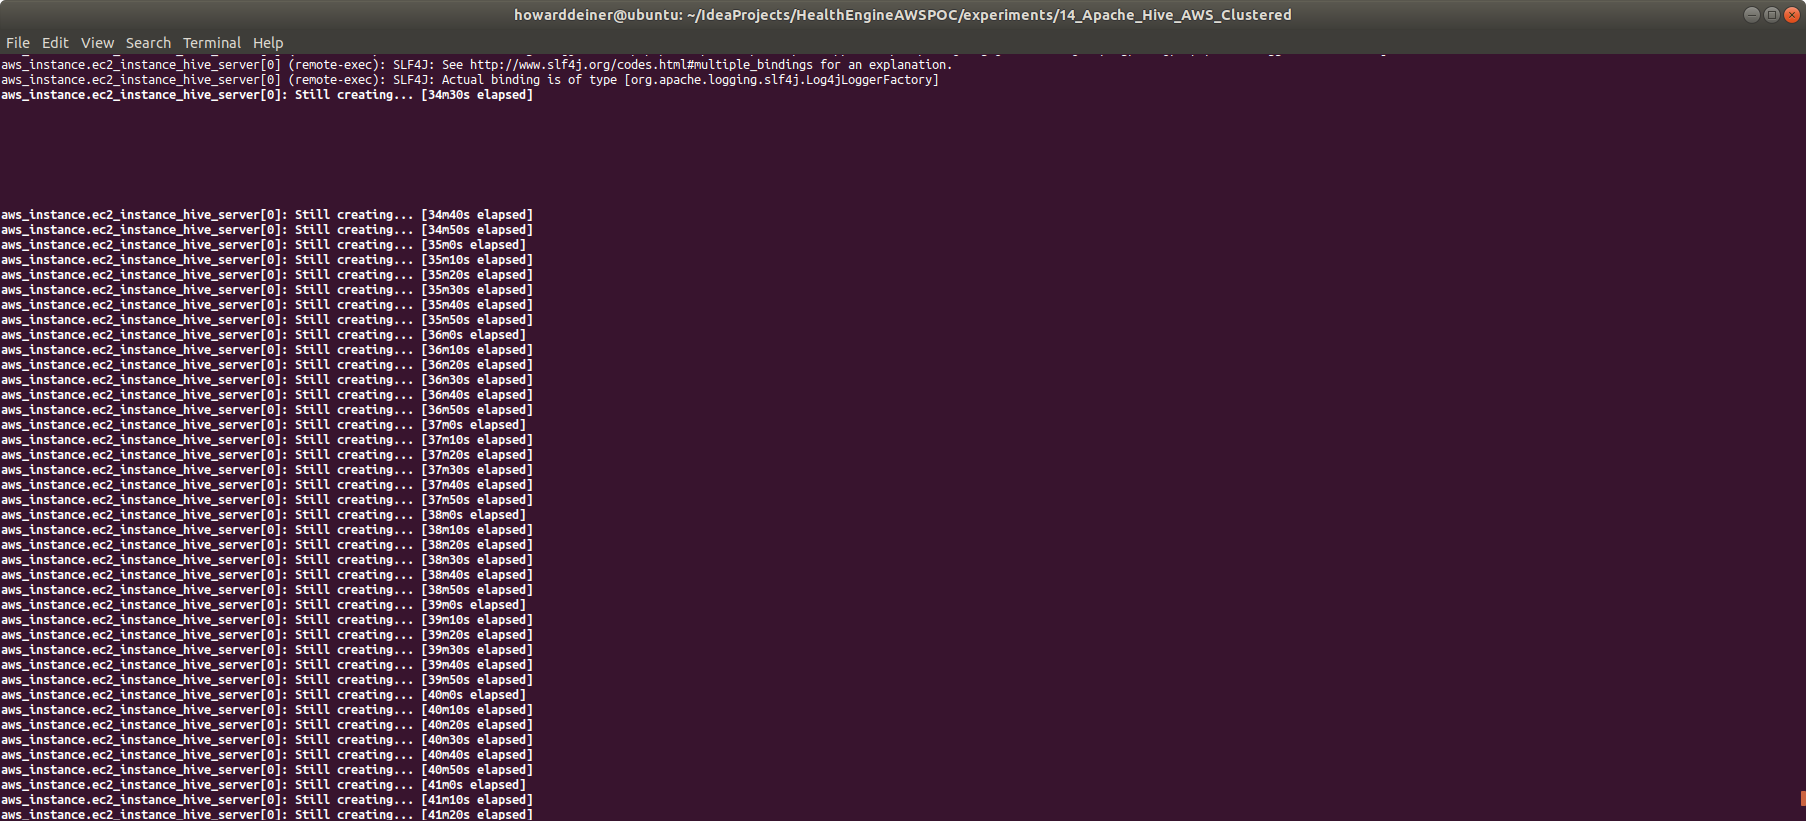 howarddeiner@ubuntu: ~/IdeaProjects/HealthEngineAWSPOC/experiments/14_Apache_Hive_AWS_Clustered
File Edit View Search Terminal Help
aws_instance.ec2_instance_hive_server[0] (remote-exec): SLF4J: See http://www.slf4j.org/codes.html#multiple_bindings for an explanation.
aws_instance.ec2_instance_hive_server[0] (remote-exec): SLF4J: Actual binding is of type [org.apache.logging.slf4j.Log4jLoggerFactory]
aws_instance.ec2_instance_hive_server[0]: Still creating... [34m30s elapsed]
aws_instance.ec2_instance_hive_server[0]: Still creating... [34m40s elapsed]
aws_instance.ec2_instance_hive_server[0]: Still creating... [34m50s elapsed]
aws_instance.ec2_instance_hive_server[0]: Still creating... [35m0s elapsed]
aws_instance.ec2_instance_hive_server[0]: Still creating... [35m10s elapsed]
aws_instance.ec2_instance_hive_server[0]: Still creating... [35m20s elapsed]
aws_instance.ec2_instance_hive_server[0]: Still creating... [35m30s elapsed]
aws_instance.ec2_instance_hive_server[0]: Still creating... [35m40s elapsed]
aws_instance.ec2_instance_hive_server[0]: Still creating... [35m50s elapsed]
aws_instance.ec2_instance_hive_server[0]: Still creating... [36m0s elapsed]
aws_instance.ec2_instance_hive_server[0]: Still creating... [36m10s elapsed]
aws_instance.ec2_instance_hive_server[0]: Still creating... [36m20s elapsed]
aws_instance.ec2_instance_hive_server[0]: Still creating... [36m30s elapsed]
aws_instance.ec2_instance_hive_server[0]: Still creating... [36m40s elapsed]
aws_instance.ec2_instance_hive_server[0]: Still creating... [36m50s elapsed]
aws_instance.ec2_instance_hive_server[0]: Still creating... [37m0s elapsed]
aws_instance.ec2_instance_hive_server[0]: Still creating... [37m10s elapsed]
aws_instance.ec2_instance_hive_server[0]: Still creating... [37m20s elapsed]
aws_instance.ec2_instance_hive_server[0]: Still creating... [37m30s elapsed]
aws_instance.ec2_instance_hive_server[0]: Still creating... [37m40s elapsed]
aws_instance.ec2_instance_hive_server[0]: Still creating... [37m50s elapsed]
aws_instance.ec2_instance_hive_server[0]: Still creating... [38m0s elapsed]
aws_instance.ec2_instance_hive_server[0]: Still creating... [38m10s elapsed]
aws_instance.ec2_instance_hive_server[0]: Still creating... [38m20s elapsed]
aws_instance.ec2_instance_hive_server[0]: Still creating... [38m30s elapsed]
aws_instance.ec2_instance_hive_server[0]: Still creating... [38m40s elapsed]
aws_instance.ec2_instance_hive_server[0]: Still creating... [38m50s elapsed]
aws_instance.ec2_instance_hive_server[0]: Still creating... [39m0s elapsed]
aws_instance.ec2_instance_hive_server[0]: Still creating... [39m10s elapsed]
aws_instance.ec2_instance_hive_server[0]: Still creating... [39m20s elapsed]
aws_instance.ec2_instance_hive_server[0]: Still creating... [39m30s elapsed]
aws_instance.ec2_instance_hive_server[0]: Still creating... [39m40s elapsed]
aws_instance.ec2_instance_hive_server[0]: Still creating... [39m50s elapsed]
aws_instance.ec2_instance_hive_server[0]: Still creating... [40m0s elapsed]
aws_instance.ec2_instance_hive_server[0]: Still creating... [40m10s elapsed]
aws_instance.ec2_instance_hive_server[0]: Still creating... [40m20s elapsed]
aws_instance.ec2_instance_hive_server[0]: Still creating... [40m30s elapsed]
aws_instance.ec2_instance_hive_server[0]: Still creating... [40m40s elapsed]
aws_instance.ec2_instance_hive_server[0]: Still creating... [40m50s elapsed]
aws_instance.ec2_instance_hive_server[0]: Still creating... [41m0s elapsed]
aws_instance.ec2_instance_hive_server[0]: Still creating... [41m10s elapsed]
aws_instance.ec2_instance_hive_server[0]: Still creating... [41m20s elapsed]